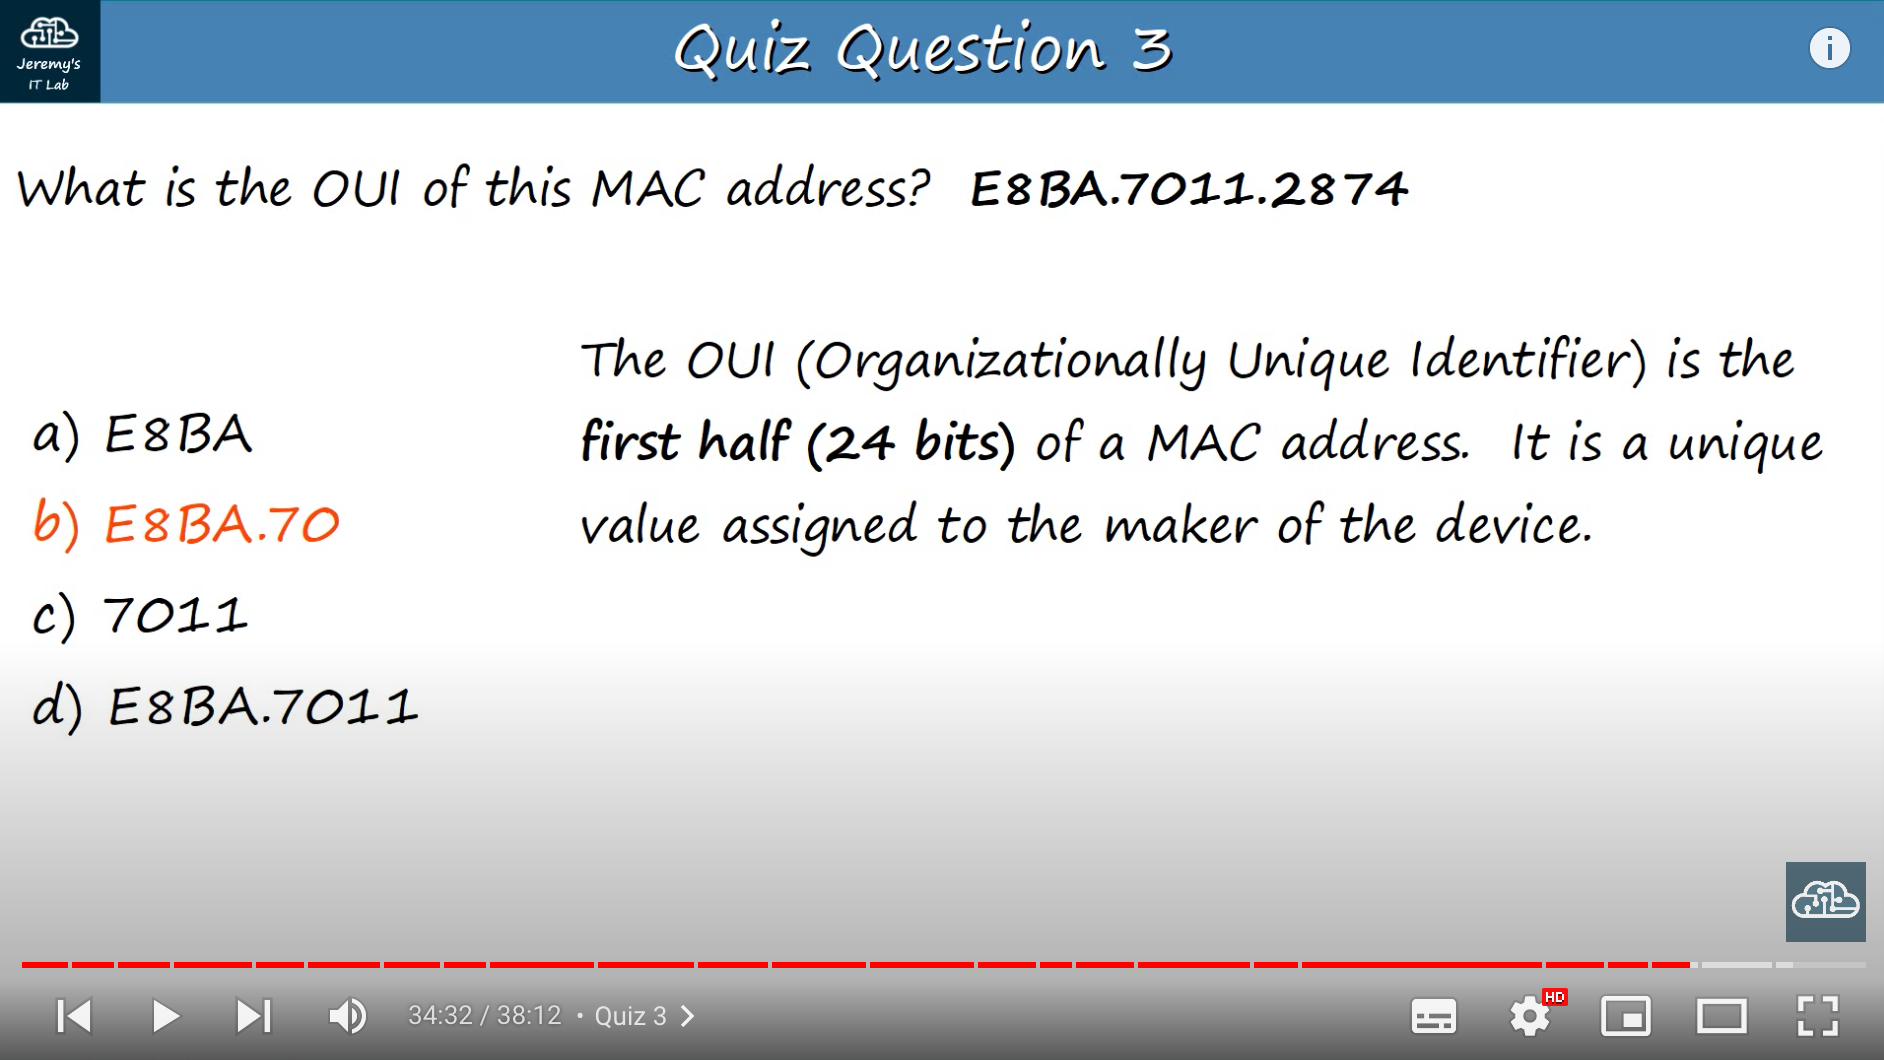 Jeremy's
IT Lab
Quiz Question 3
What is the OUI of this MAC address? E8BA.7011.2874
The OUI (Organizationally Unique Identifier) is the
first half (24 bits) of a MAC address. It is a unique
value assigned to the maker of the device.
a) E8BA
b) E8BA.70
c) 7011
d) E8BA.7011
34:32 / 38:12 • Quiz 3
HD